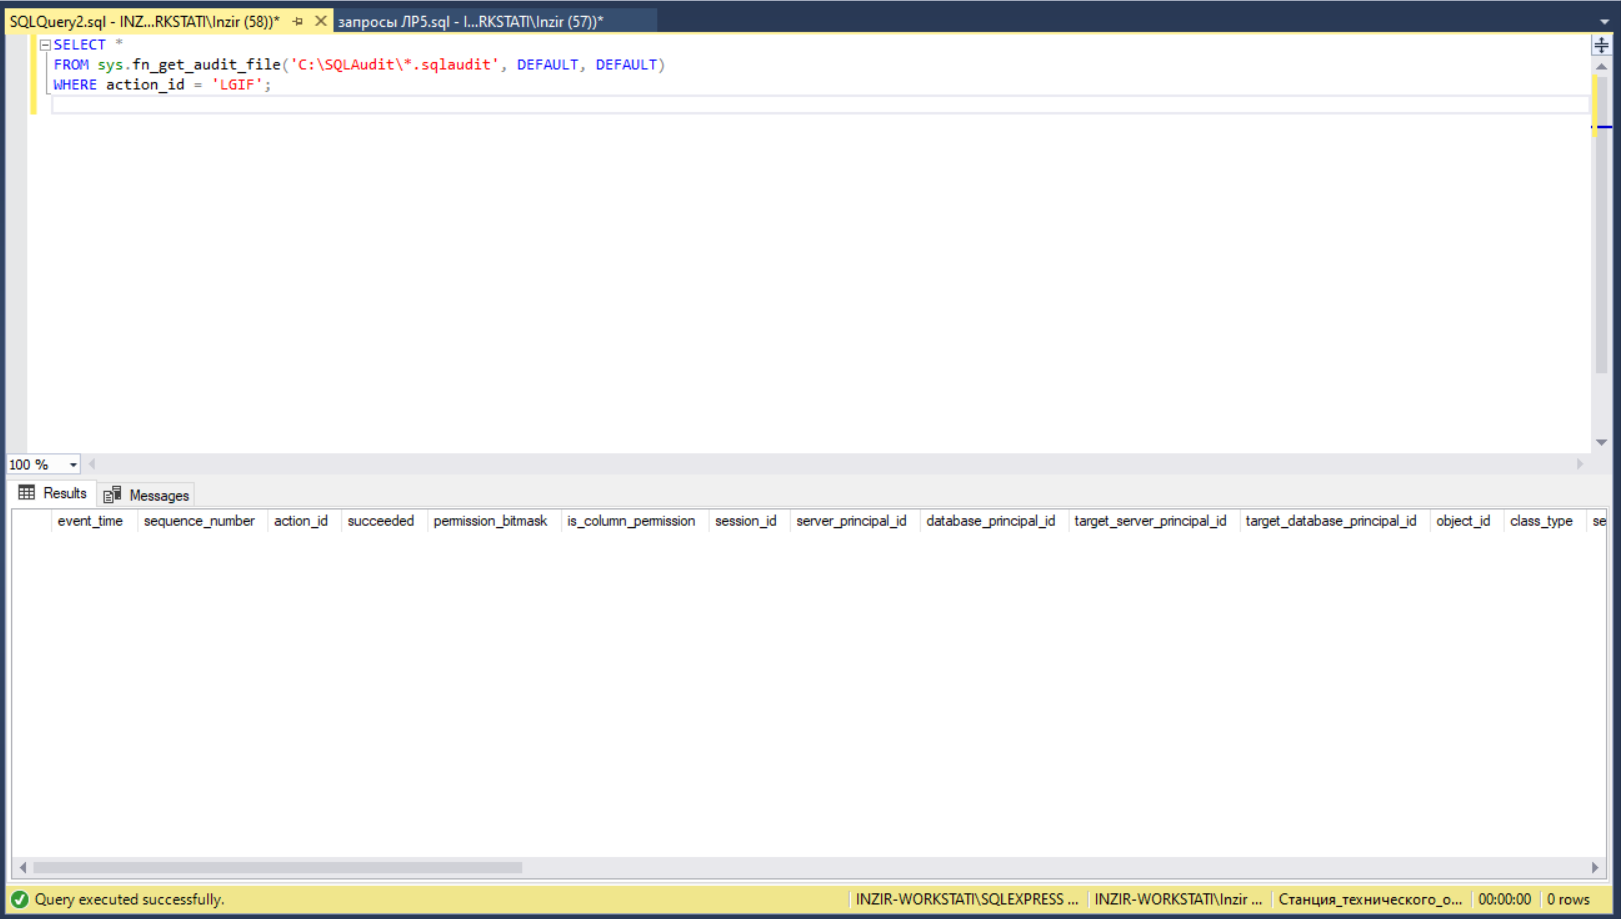 SQLQuery2.sql - INZ...RKSTATI\Inzir (58))* запросы ЛР5.sql - I...RKSTATI\Inzir (57))*
SELECT *
FROM sys.fn_get_audit_file('C:\SQLAudit\*.sqlaudit', DEFAULT, DEFAULT)
WHERE action_id = 'LGIF';
100 %
Results Messages
event_time sequence_number action_id succeeded permission_bitmask is_column_permission session_id server_principal_id database_principal_id target_server_principal_id target_database_principal_id object_id class_type se
Query executed successfully. INZIR-WORKSTATI\SQLEXPRESS ... INZIR-WORKSTATI\Inzir ... Станция_технического_о... 00:00:00 0 rows